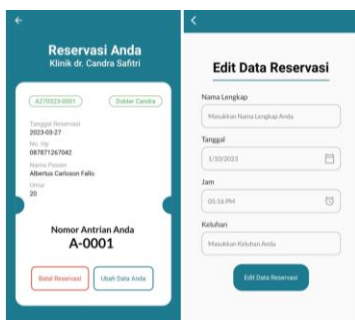 Reservasi Anda
Klinik dr. Candra Safitri
A270323-0001
Dokter Candra
Tanggal Reservasi
2023-03-27
No. Hp
087871267042
Nama Pasien
Albertus Carlsson Fallo
Umur
20
Nomor Antrian Anda
A-0001
Batal Reservasi
Ubah Data Anda
Edit Data Reservasi
Nama Lengkap
Masukkan Nama Lengkap Anda
Tanggal
1/10/2023
Jam
05:16 PM
Keluhan
Masukkan Keluhan Anda
Edit Data Reservasi